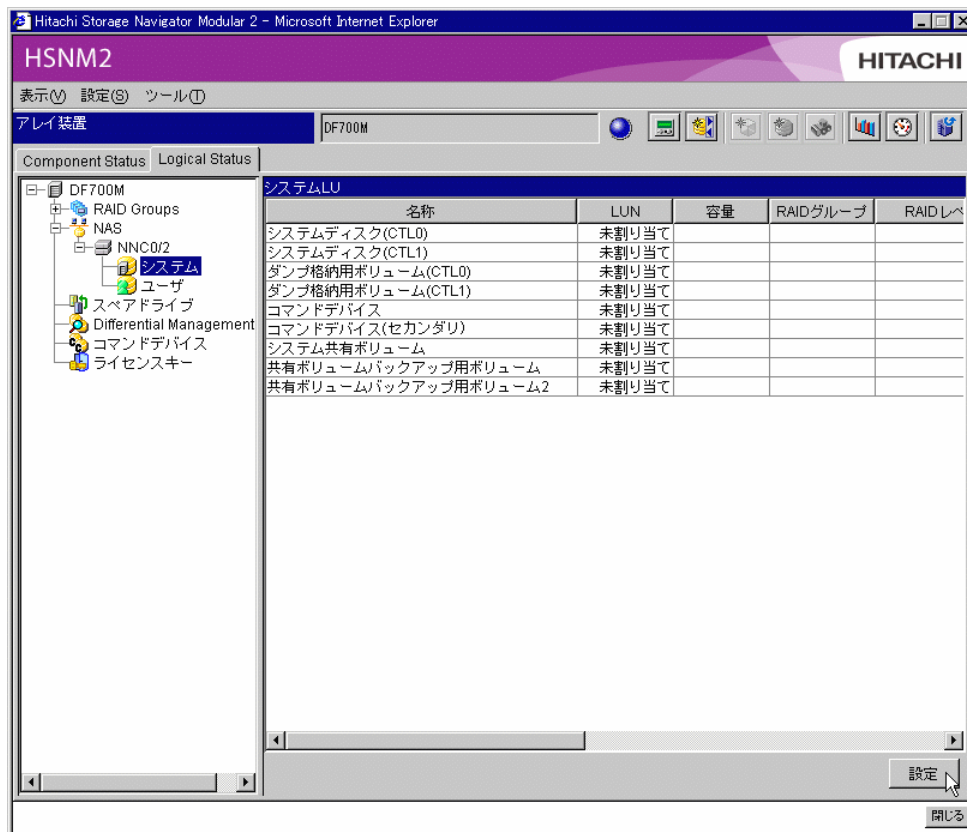 Hitachi Storage Navigator Modular 2 - Microsoft Internet Explorer
HSNM2
HITACHI
表示(V) 設定(S) ツール(T)
アレイ装置
DF700M
Component Status Logical Status
DF700M
RAID Groups
NAS
NNC0/2
システム
ユーザ
スペアドライブ
Differential Management
コマンドデバイス
ライセンスキー
システムLU
名称 LUN 容量 RAIDグループ RAIDレベ
システムディスク(CTL0) 未割り当て
システムディスク(CTL1) 未割り当て
ダンプ格納用ボリューム(CTL0) 未割り当て
ダンプ格納用ボリューム(CTL1) 未割り当て
コマンドデバイス 未割り当て
コマンドデバイス(セカンダリ) 未割り当て
システム共有ボリューム 未割り当て
共有ボリュームバックアップ用ボリューム 未割り当て
共有ボリュームバックアップ用ボリューム2 未割り当て
設定
閉じる